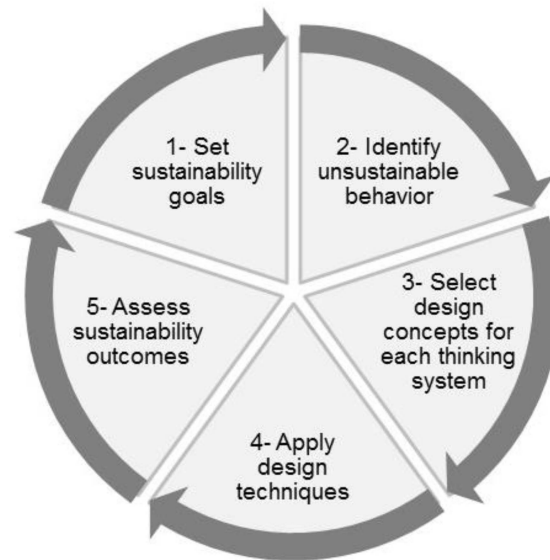 1- Set
sustainability
goals
2- Identify
unsustainable
behavior
3- Select
design
concepts for
each thinking
system
4- Apply
design
techniques
5- Assess
sustainability
outcomes